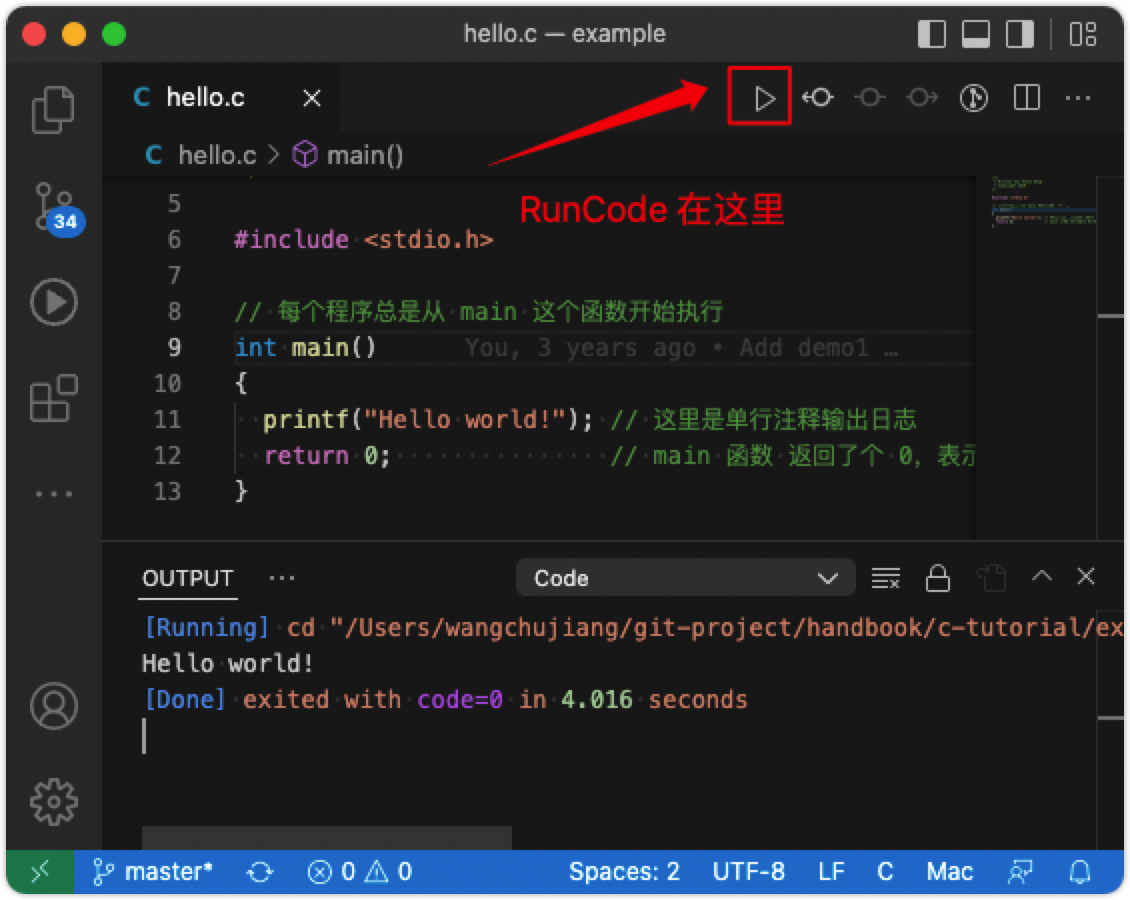 hello.c — example
hello.c
hello.c > main()
RunCode 在这里
5
6 #include <stdio.h>
7
8 // 每个程序总是从 main 这个函数开始执行
9 int main() You, 3 years ago • Add demo1 …
10 {
11 printf("Hello world!"); // 这里是单行注释输出日志
12 return 0; // main 函数 返回了个 0，表示
13 }
34
OUTPUT
Code
[Running] cd "/Users/wangchujiang/git-project/handbook/c-tutorial/ex
Hello world!
[Done] exited with code=0 in 4.016 seconds
master* 0 0 Spaces: 2 UTF-8 LF C Mac